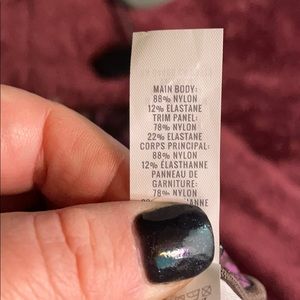 MAIN BODY:
88% NYLON
12% ELASTANE
TRIM PANEL:
78% NYLON
22% ELASTANE
CORPS PRINCIPAL:
88% NYLON
12% ÉLASTHANNE
PANNEAU DE
GARNITURE:
78% NYLON